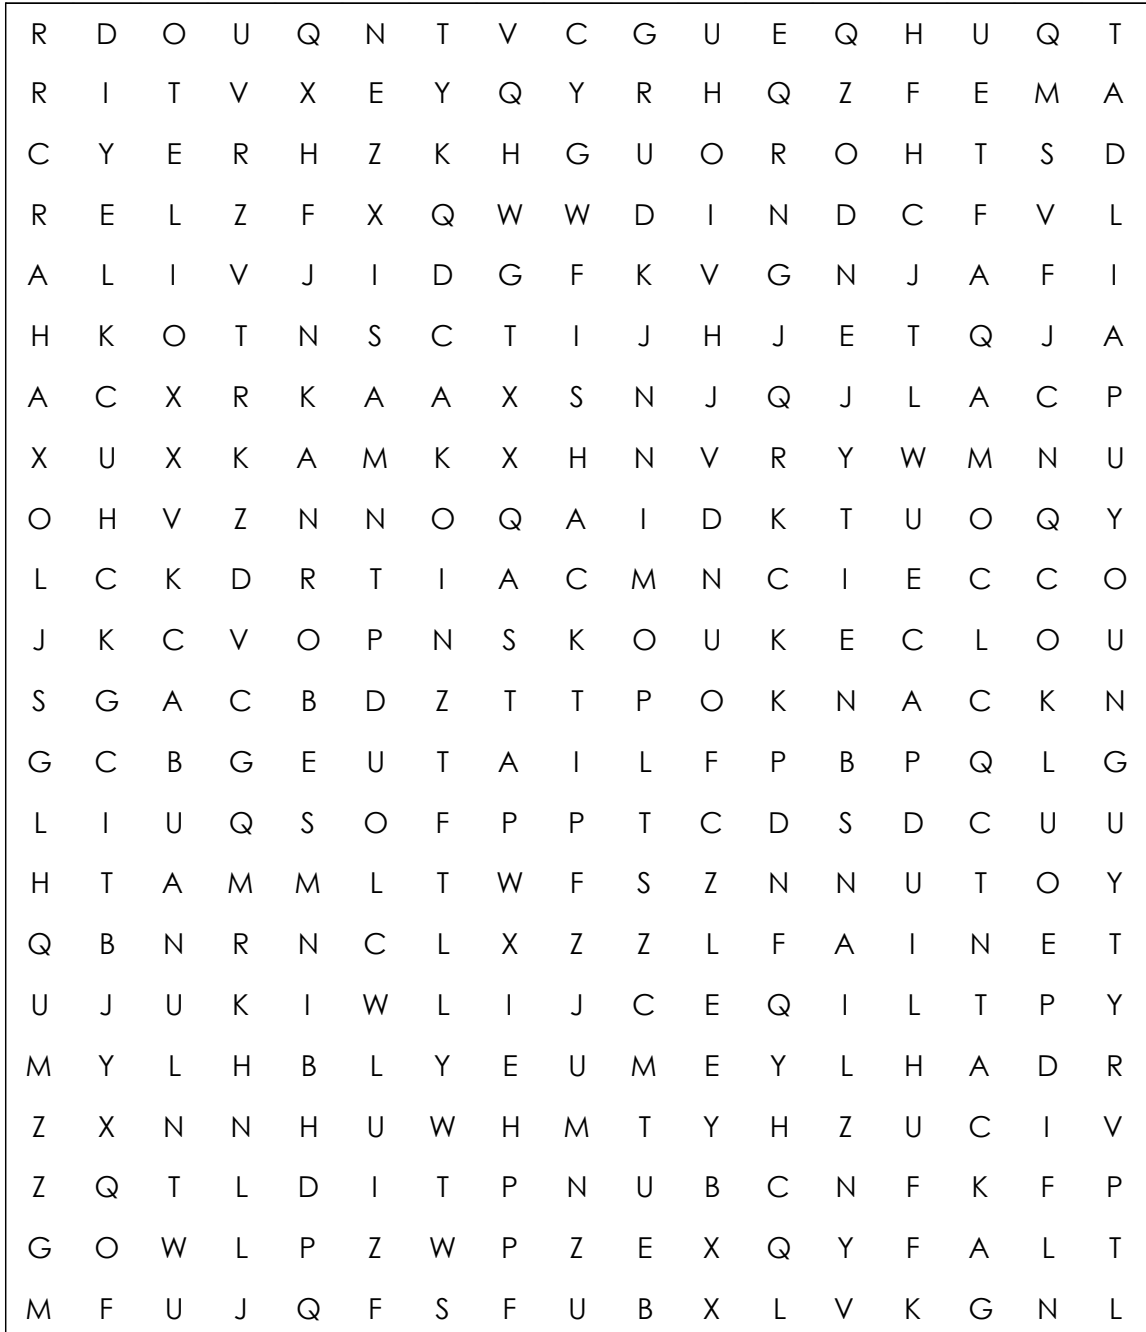 R D O U Q N T V C G U E Q H U Q T
R I T V X E Y Q Y R H Q Z F E M A
C Y E R H Z K H G U O R O H T S D
R E L Z F X Q W W D I N D C F V L
A L I V J I D G F K V G N J A F I
H K O T N S C T I J H J E T Q J A
A C X R K A A X S N J Q J L A C P
X U X K A M K X H N V R Y W M N U
O H V Z N N O Q A I D K T U O Q Y
L C K D R T I A C M N C I E C C O
J K C V O P N S K O U K E C L O U
S G A C B D Z T T P O K N A C K N
G C B G E U T A I L F P B P Q L G
L I U Q S O F P P T C D S D C U U
H T A M M L T W F S Z N N U T O Y
Q B N R N C L X Z Z L F A I N E T
U J U K I W L I J C E Q I L T P Y
M Y L H B L Y E U M E Y L H A D R
Z X N N H U W H M T Y H Z U C I V
Z Q T L D I T P N U B C N F K F P
G O W L P Z W P Z E X Q Y F A L T
M F U J Q F S F U B X L V K G N L